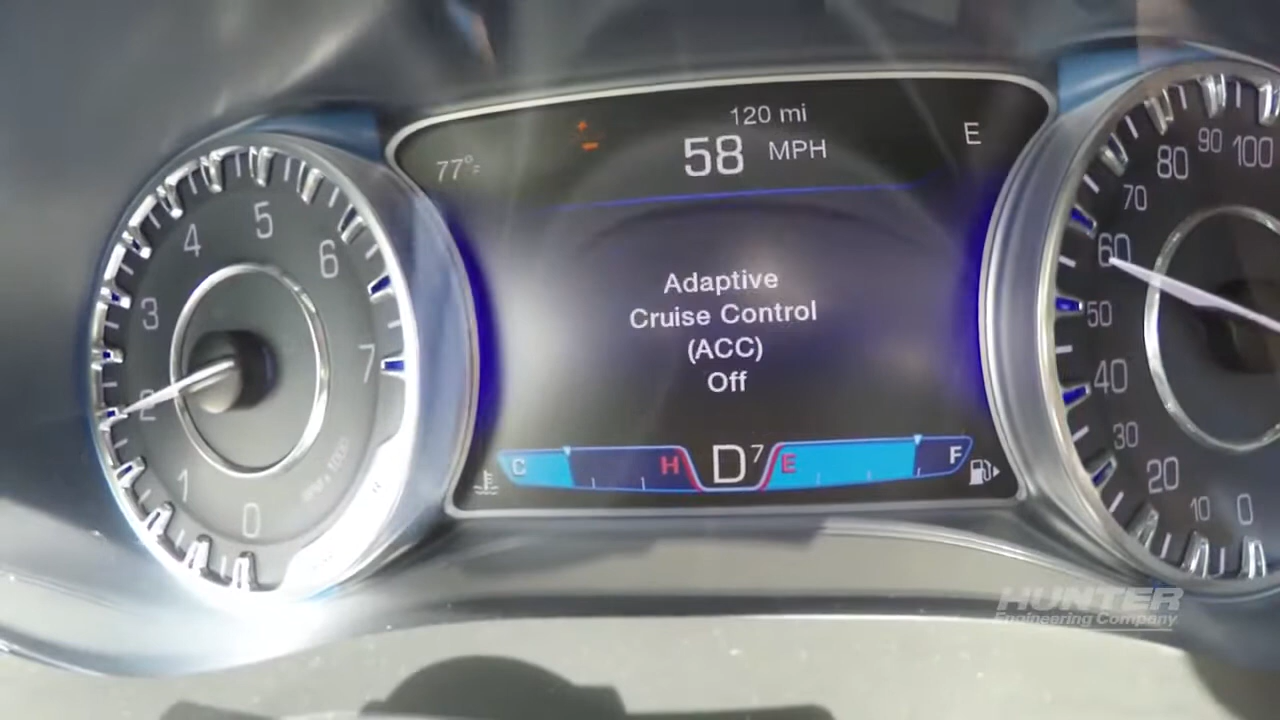 120 mi
77°F
58 MPH
E
Adaptive
Cruise Control
(ACC)
Off
C
H
D7
E
F
0
1
2
3
4
5
6
7
0
10
20
30
40
50
60
70
80
90
100
HUNTER
Engineering Company